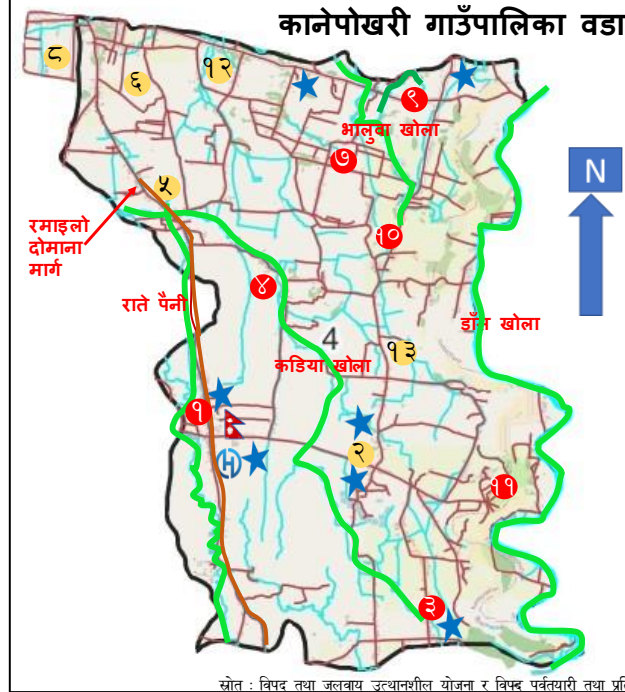 कानेपोखरी गाउँपालिका वडा
८
६
१२
९
भालुवा खोला
७
N
५
रमाइलो
दोमाना
मार्ग
१०
राते पैनी
४
4
डाँस खोला
कडिया खोला
१३
१
२
H
११
३
स्रोत : विपद तथा जलवाय उत्थानशील योजना र विपद पूर्वतयारी तथा प्रति